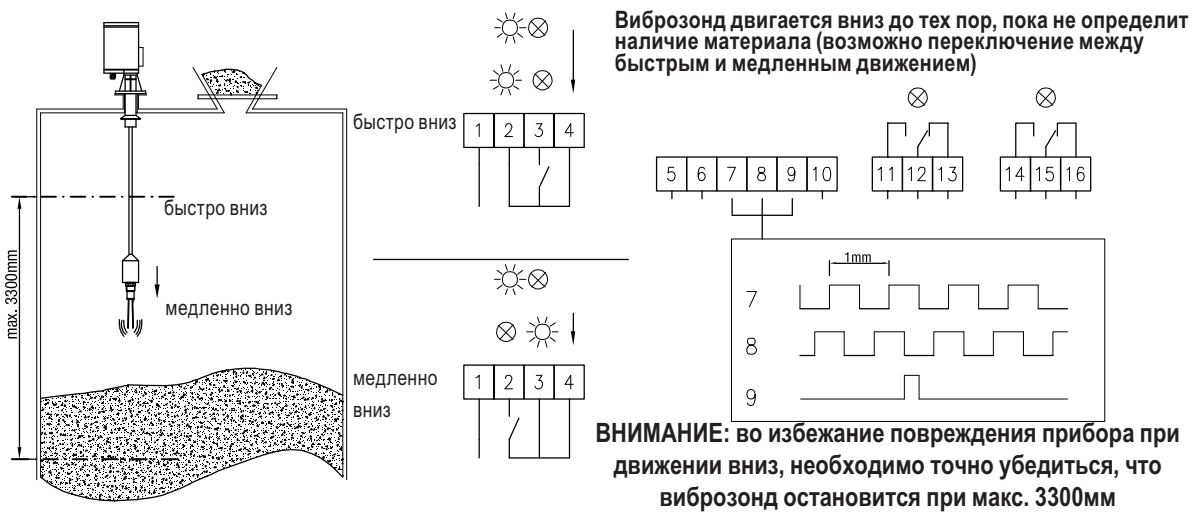 Виброзонд двигается вниз до тех пор, пока не определит
наличие материала (возможно переключение между
быстрым и медленным движением)
быстро вниз
1 2 3 4
быстро вниз
max. 3300mm
медленно вниз
медленно
вниз
1 2 3 4
5 6 7 8 9 10
11 12 13
14 15 16
1mm
7
8
9
ВНИМАНИЕ: во избежание повреждения прибора при
движении вниз, необходимо точно убедиться, что
виброзонд остановится при макс. 3300мм